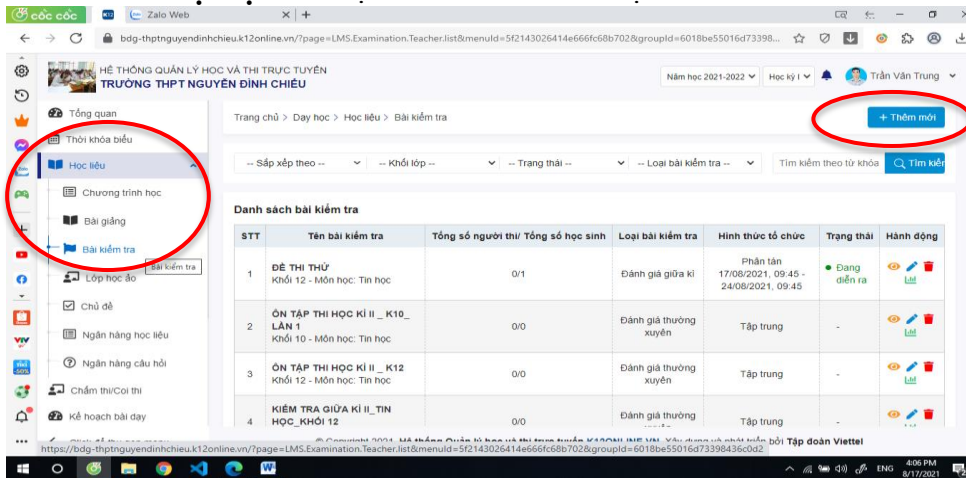 cốc cốc
K12
Zalo Web
bdg-thptnguyendinhchieu.k12online.vn/?page=LMS.Examination.Teacher.list&menuId=5f2143026414e666fc68b702&groupId=6018be55016d73398...
HỆ THỐNG QUẢN LÝ HỌC VÀ THI TRỰC TUYẾN
TRƯỜNG THPT NGUYỄN ĐÌNH CHIỂU
Năm học 2021-2022
Học kỳ I
Trần Văn Trung
Tổng quan
Thời khóa biểu
Học liệu
Chương trình học
Bài giảng
Bài kiểm tra
Bài kiểm tra
Lớp học ảo
Chủ đề
Ngân hàng học liệu
Ngân hàng câu hỏi
Chấm thi/Coi thi
Kế hoạch bài dạy
Trang chủ > Dạy học > Học liệu > Bài kiểm tra
+ Thêm mới
-- Sắp xếp theo --
-- Khối lớp --
-- Trạng thái --
-- Loại bài kiểm tra --
Tìm kiếm theo từ khóa
Tìm kiếm
Danh sách bài kiểm tra
STT Tên bài kiểm tra Tổng số người thi/ Tổng số học sinh Loại bài kiểm tra Hình thức tổ chức Trạng thái Hành động
1 ĐỀ THI THỬ
Khối 12 - Môn học: Tin học
0/1 Đánh giá giữa kì
Phân tán
17/08/2021, 09:45 -
24/08/2021, 09:45
Đang
diễn ra
2 ÔN TẬP THI HỌC KÌ II _ K10_
LẦN 1
Khối 10 - Môn học: Tin học
0/0 Đánh giá thường
xuyên
Tập trung -
3 ÔN TẬP THI HỌC KÌ II _ K12
Khối 12 - Môn học: Tin học
0/0 Đánh giá thường
xuyên
Tập trung -
4 KIỂM TRA GIỮA KÌ II_TIN
HỌC_KHỐI 12
0/0 Đánh giá thường
Tập trung -
© Copyright 2021. Hệ thống Quản lý học và thi trực tuyến K12ONLINE.VN. Xây dựng và phát triển bởi Tập đoàn Viettel
https://bdg-thptnguyendinhchieu.k12online.vn/?page=LMS.Examination.Teacher.list&menuId=5f2143026414e666fc68b702&groupId=6018be55016d73398436c0d2
ENG
4:06 PM
8/17/2021